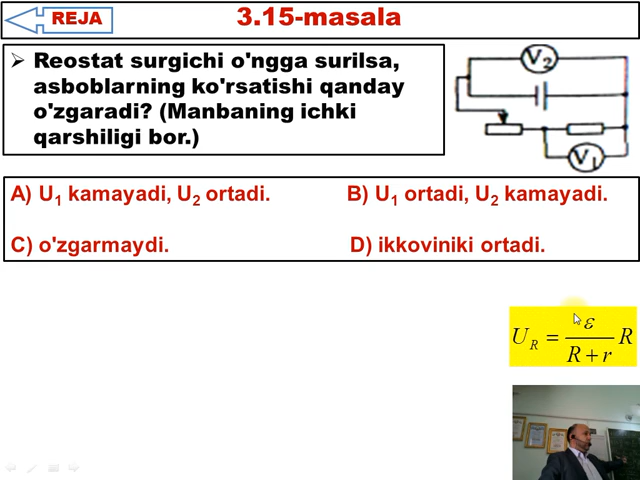 REJA
3.15-masala
➢ Reostat surgichi o'ngga surilsa,
asboblarning ko'rsatishi qanday
o'zgaradi? (Manbaning ichki
qarshiligi bor.)
V₂
V₁
A) U₁ kamayadi, U₂ ortadi.
B) U₁ ortadi, U₂ kamayadi.
C) o'zgarmaydi.
D) ikkoviniki ortadi.
U_R = ε / (R + r) R